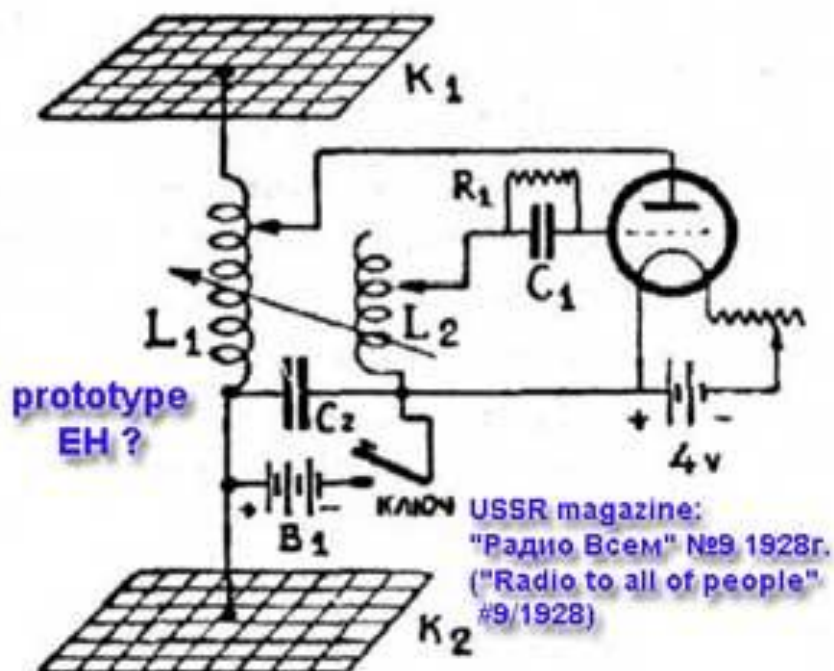 K1
R1
C1
L1
L2
prototype
EH ?
C2
+ -
4v
+ -
B1
ключ
USSR magazine:
"Радио Всем" №9 1928г.
("Radio to all of people"
#9/1928)
K2